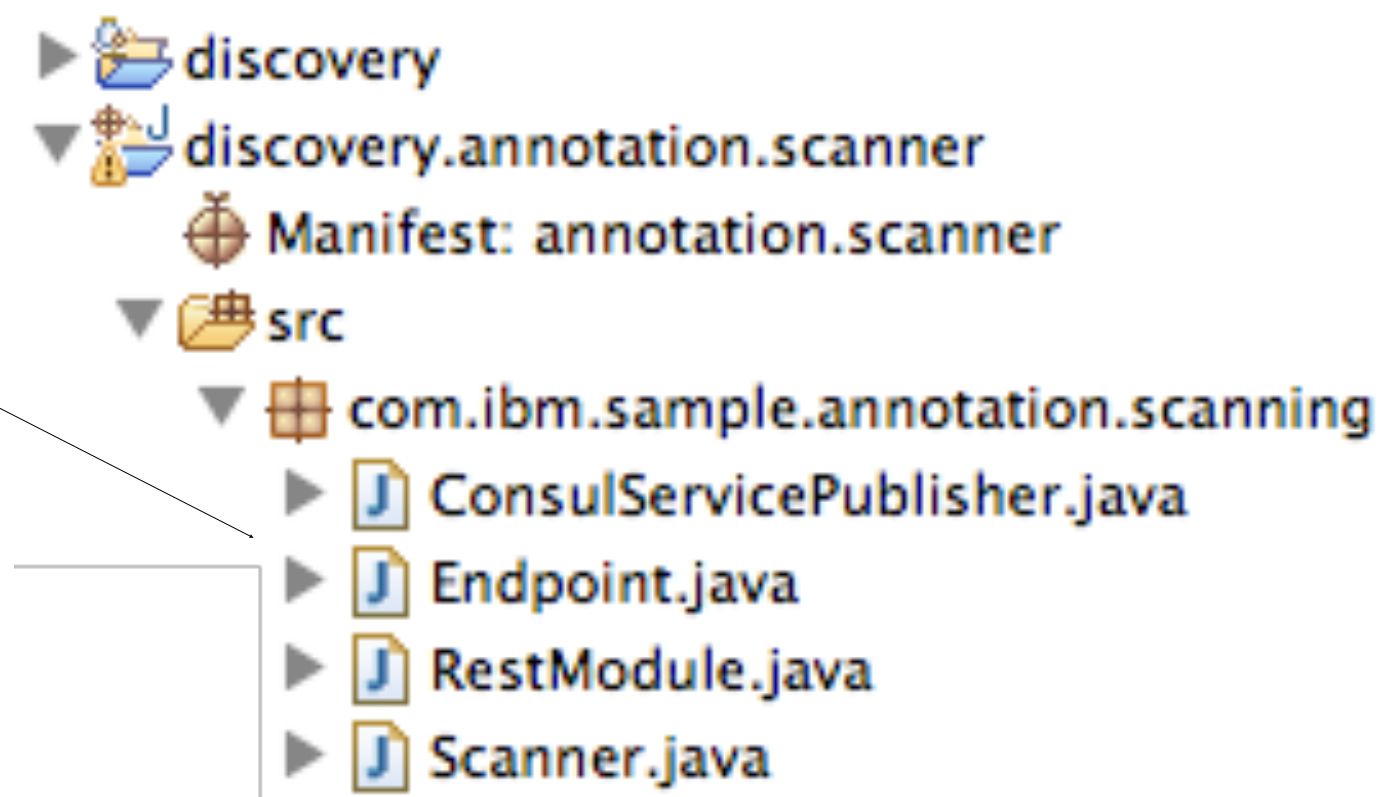 discovery
discovery.annotation.scanner
Manifest: annotation.scanner
src
com.ibm.sample.annotation.scanning
ConsulServicePublisher.java
Endpoint.java
RestModule.java
Scanner.java